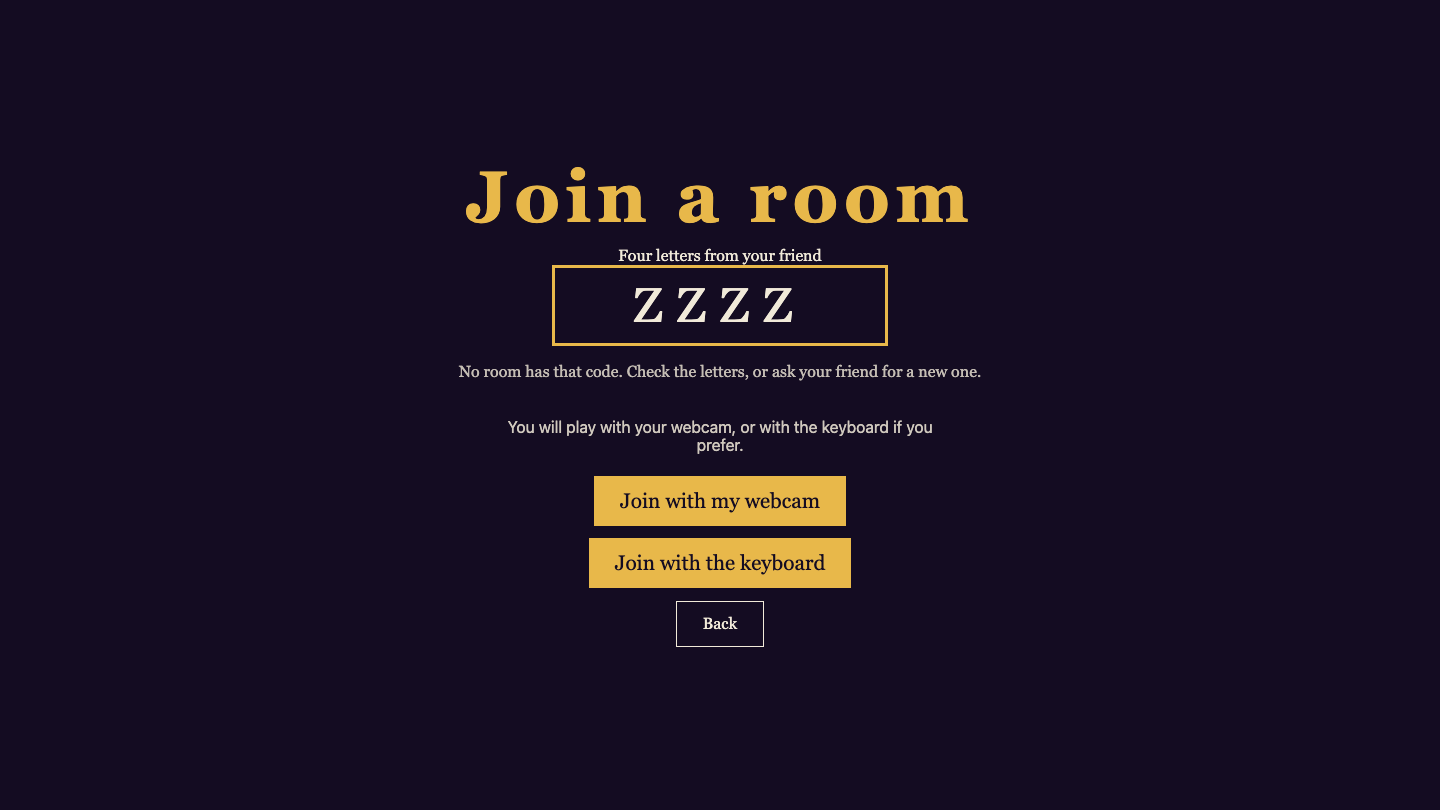 Join a room
Four letters from your friend
ZZZZ
No room has that code. Check the letters, or ask your friend for a new one.
You will play with your webcam, or with the keyboard if you
prefer.
Join with my webcam
Join with the keyboard
Back